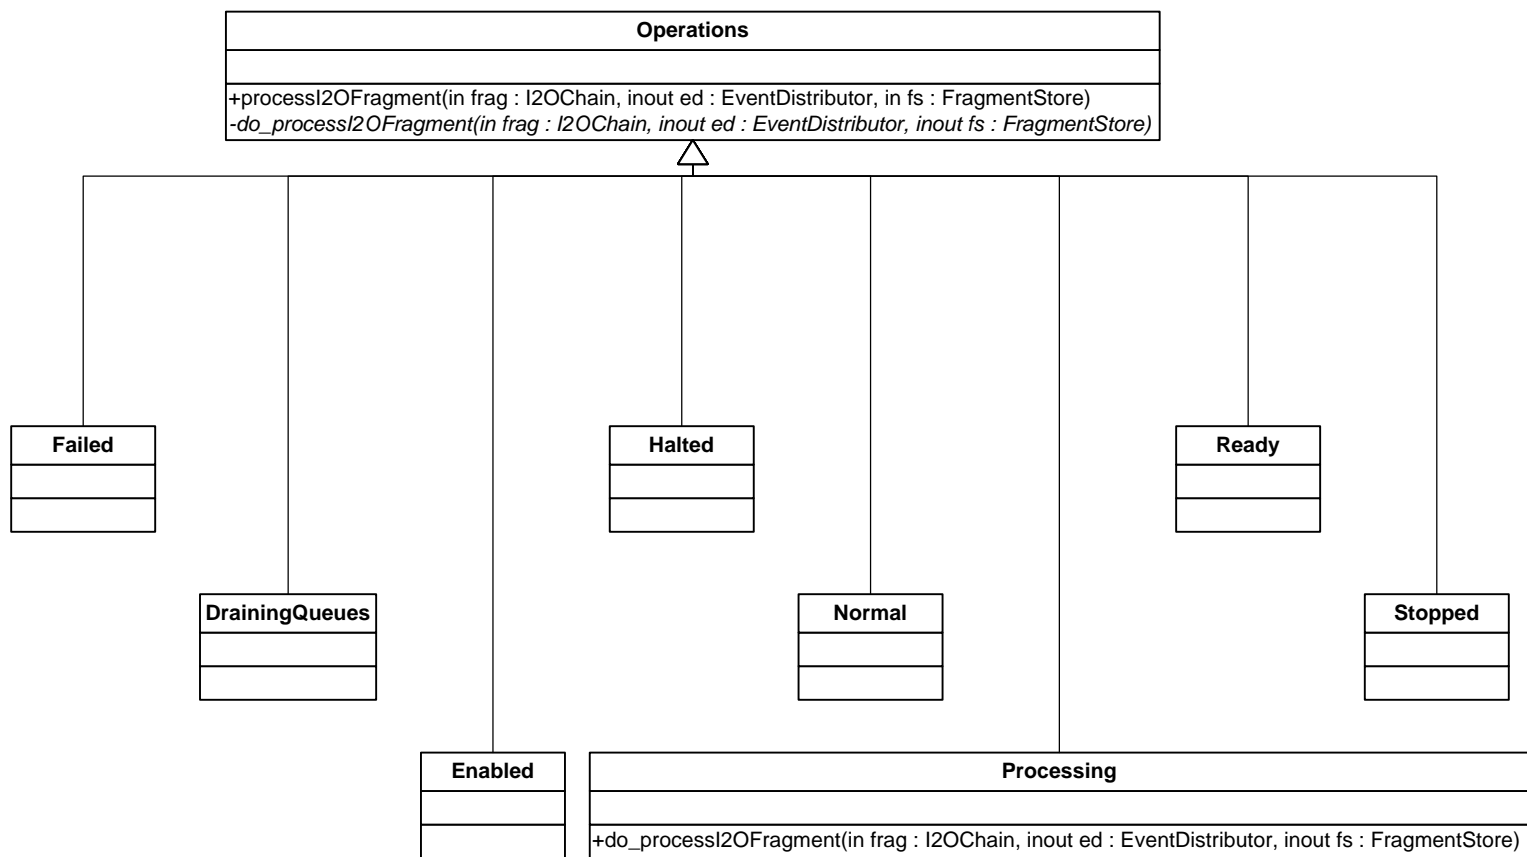 Operations
+processI2OFragment(in frag : I2OChain, inout ed : EventDistributor, in fs : FragmentStore)
-do_processI2OFragment(in frag : I2OChain, inout ed : EventDistributor, inout fs : FragmentStore)
Failed
Halted
Ready
DrainingQueues
Normal
Stopped
Enabled
Processing
+do_processI2OFragment(in frag : I2OChain, inout ed : EventDistributor, inout fs : FragmentStore)